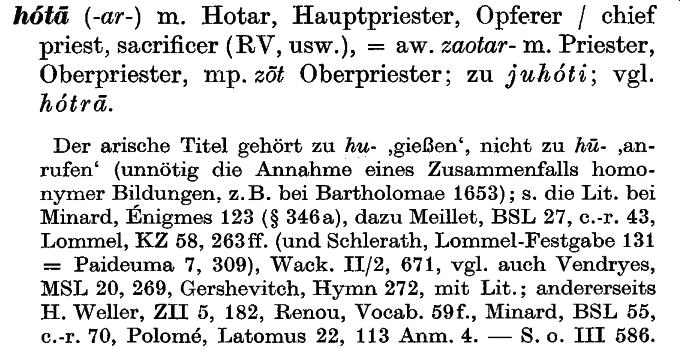 hótā (-ar-) m. Hotar, Hauptpriester, Opferer / chief
priest, sacrificer (RV, usw.), = aw. zaotar- m. Priester,
Oberpriester, mp. zōt Oberpriester; zu juhóti; vgl.
hótrā.
Der arische Titel gehört zu hu- ‚gießen‘, nicht zu hū- ‚an-
rufen‘ (unnötig die Annahme eines Zusammenfalls homo-
nymer Bildungen, z.B. bei Bartholomae 1653); s. die Lit. bei
Minard, Énigmes 123 (§ 346a), dazu Meillet, BSL 27, c.-r. 43,
Lommel, KZ 58, 263ff. (und Schlerath, Lommel-Festgabe 131
= Paideuma 7, 309), Wack. II/2, 671, vgl. auch Vendryes,
MSL 20, 269, Gershevitch, Hymn 272, mit Lit.; andererseits
H. Weller, ZII 5, 182, Renou, Vocab. 59f., Minard, BSL 55,
c.-r. 70, Polomé, Latomus 22, 113 Anm. 4. — S. o. III 586.